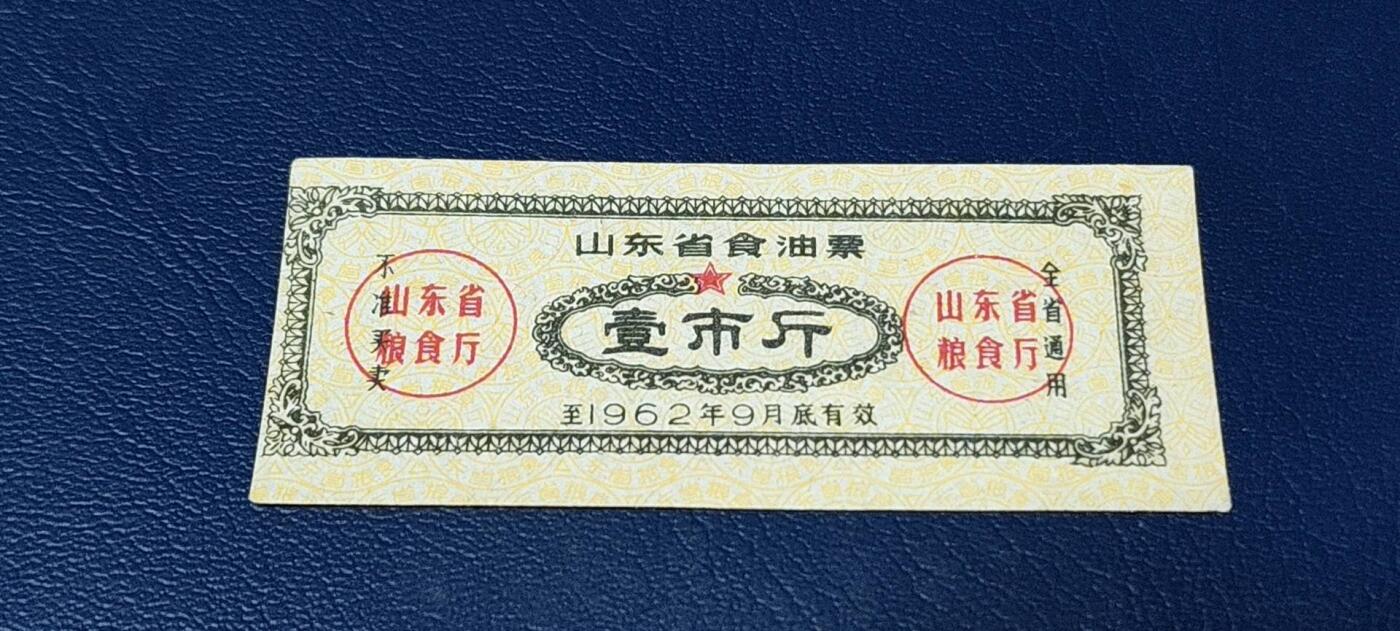 山东省食油票
壹市斤
至1962年9月底有效
不准买卖
山东省
粮食厅
山东省
粮食厅
全省通用